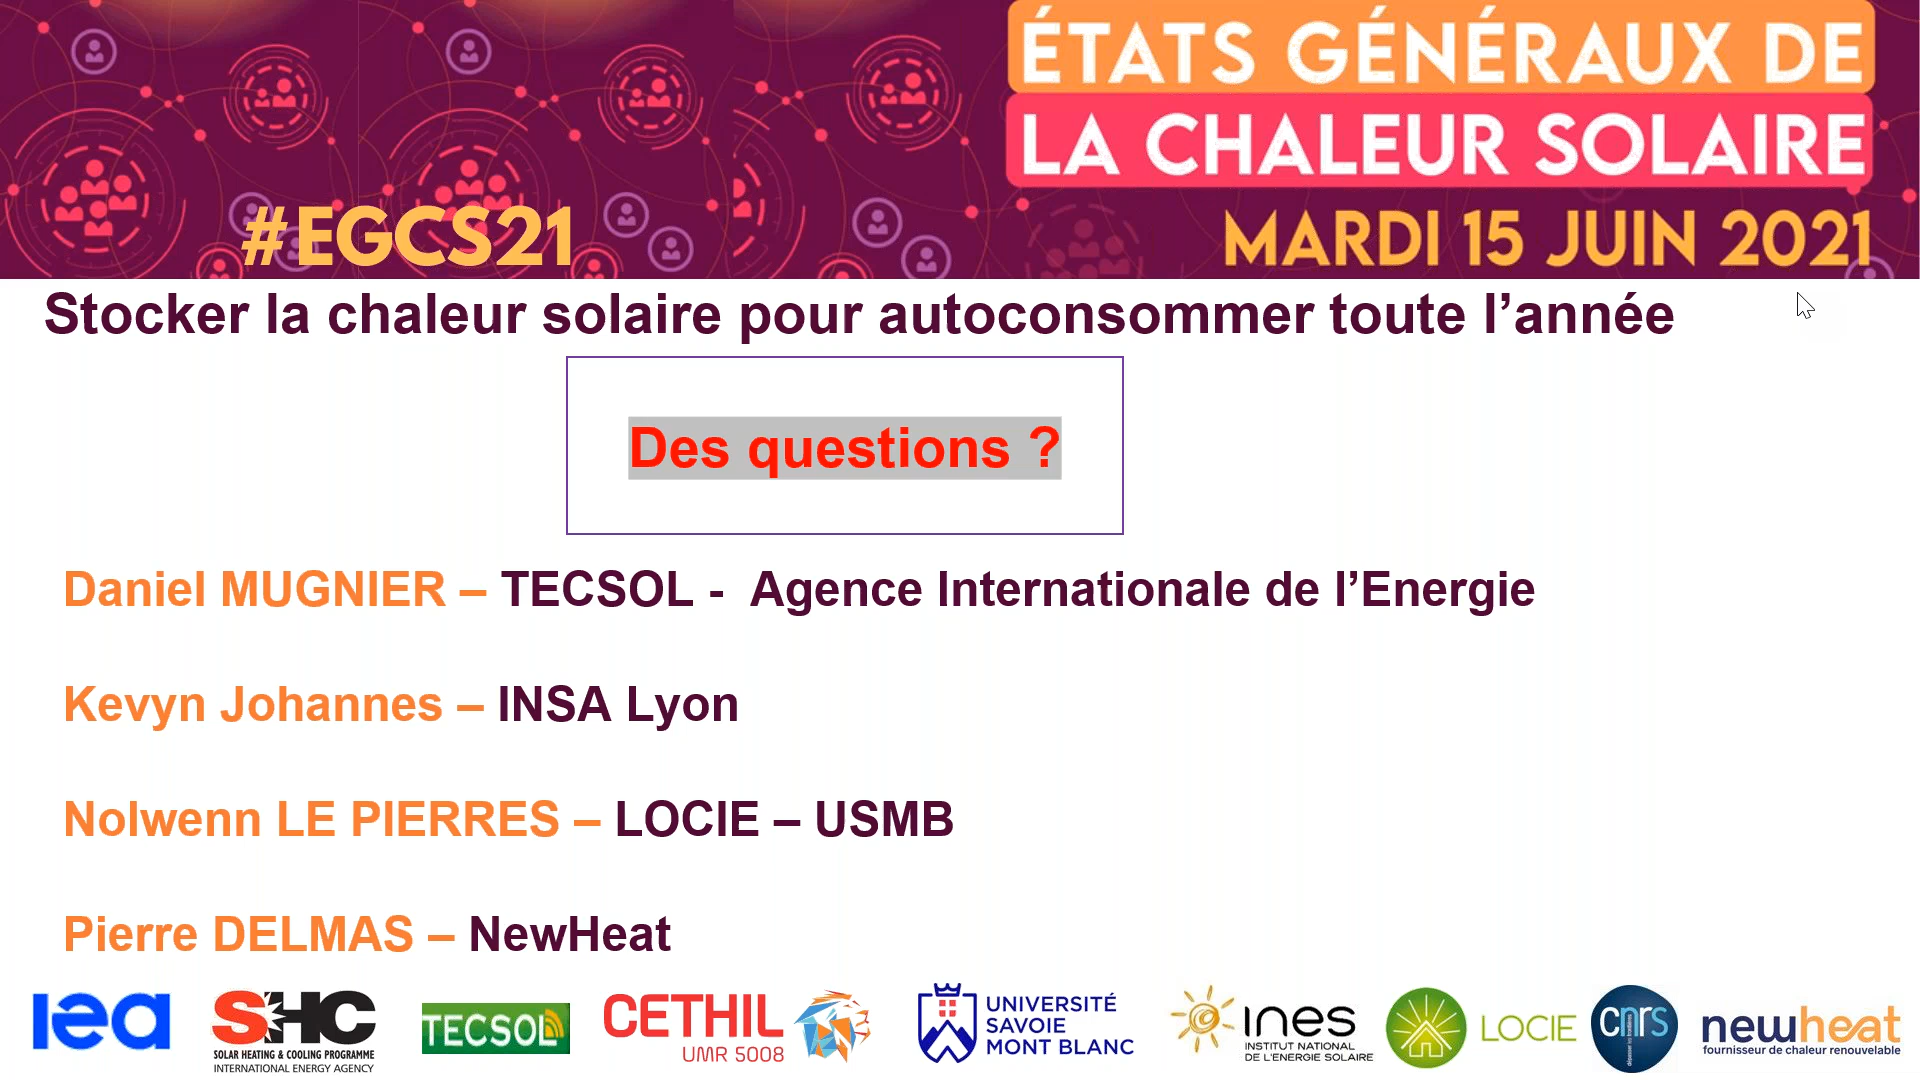 ÉTATS GÉNÉRAUX DE
LA CHALEUR SOLAIRE
#EGCS21
MARDI 15 JUIN 2021
Stocker la chaleur solaire pour autoconsommer toute l’année
Des questions ?
Daniel MUGNIER – TECSOL - Agence Internationale de l’Energie
Kevyn Johannes – INSA Lyon
Nolwenn LE PIERRES – LOCIE – USMB
Pierre DELMAS – NewHeat
iea
SHC
SOLAR HEATING & COOLING PROGRAMME
INTERNATIONAL ENERGY AGENCY
TECSOL
CETHIL
UMR 5008
UNIVERSITÉ
SAVOIE
MONT BLANC
ines
INSTITUT NATIONAL
DE L'ENERGIE SOLAIRE
LOCIE
cnrs
dépasser les frontières
newheat
fournisseur de chaleur renouvelable